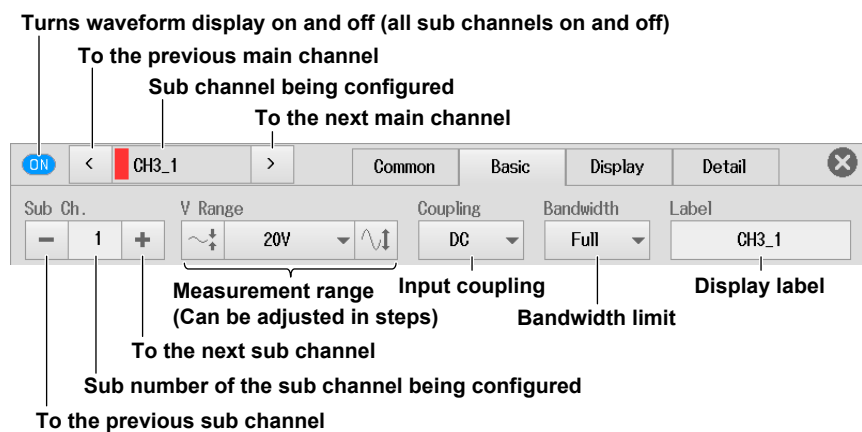 Turns waveform display on and off (all sub channels on and off)
To the previous main channel
Sub channel being configured
To the next main channel
ON < CH3_1 > Common Basic Display Detail
Sub Ch. V Range Coupling Bandwidth Label
− 1 + 20V DC Full CH3_1
Measurement range Input coupling Display label
(Can be adjusted in steps) Bandwidth limit
To the next sub channel
Sub number of the sub channel being configured
To the previous sub channel